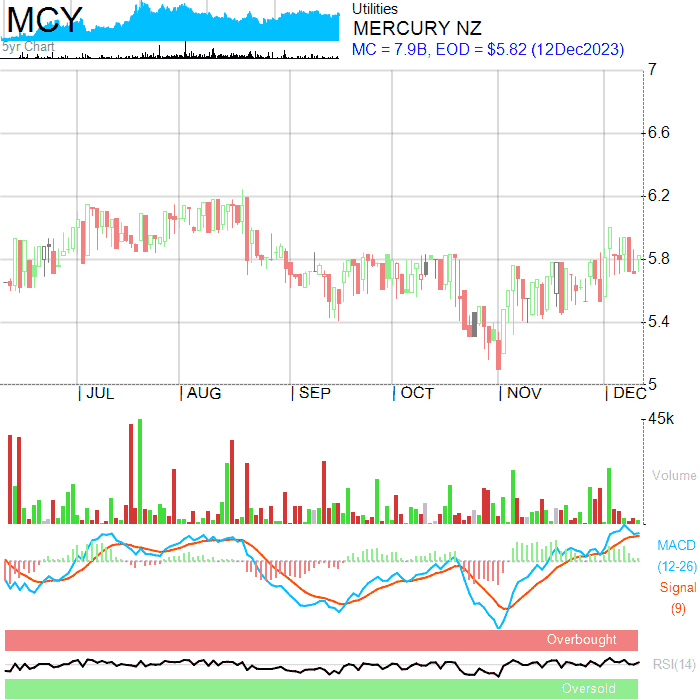 MCY
5yr Chart
Utilities
MERCURY NZ
MC = 7.9B, EOD = $5.82 (12Dec2023)
7
6.6
6.2
5.8
5.4
5
JUL AUG SEP OCT NOV DEC
45k
Volume
MACD
(12-26)
Signal
(9)
Overbought
RSI(14)
Oversold